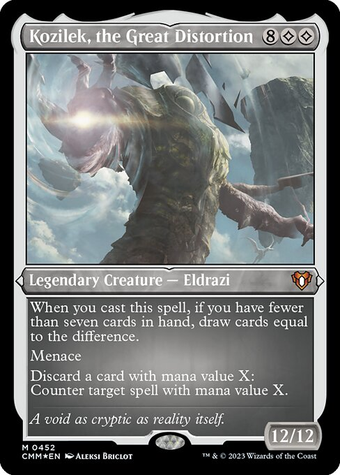 Kozilek, the Great Distortion 8
Legendary Creature — Eldrazi
When you cast this spell, if you have fewer
than seven cards in hand, draw cards equal
to the difference.
Menace
Discard a card with mana value X:
Counter target spell with mana value X.
A void as cryptic as reality itself.
12/12
M 0452
CMM★EN Aleksi Briclot
™ & © 2023 Wizards of the Coast